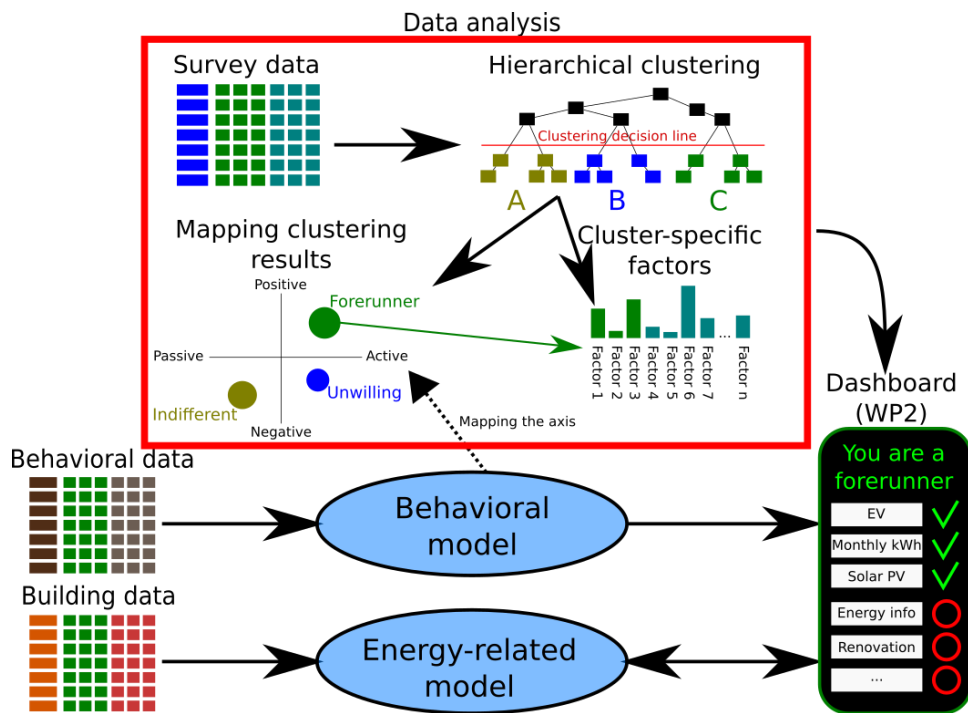 Data analysis
Survey data
Hierarchical clustering
Clustering decision line
A
B
C
Mapping clustering
results
Cluster-specific
factors
Positive
Forerunner
Passive
Active
Unwilling
Indifferent
Negative
...
Factor 1
Factor 2
Factor 3
Factor 4
Factor 5
Factor 6
Factor 7
Factor n
Mapping the axis
Dashboard
(WP2)
Behavioral data
Behavioral
model
You are a
forerunner
EV
Monthly kWh
Solar PV
Energy info
Renovation
...
Building data
Energy-related
model